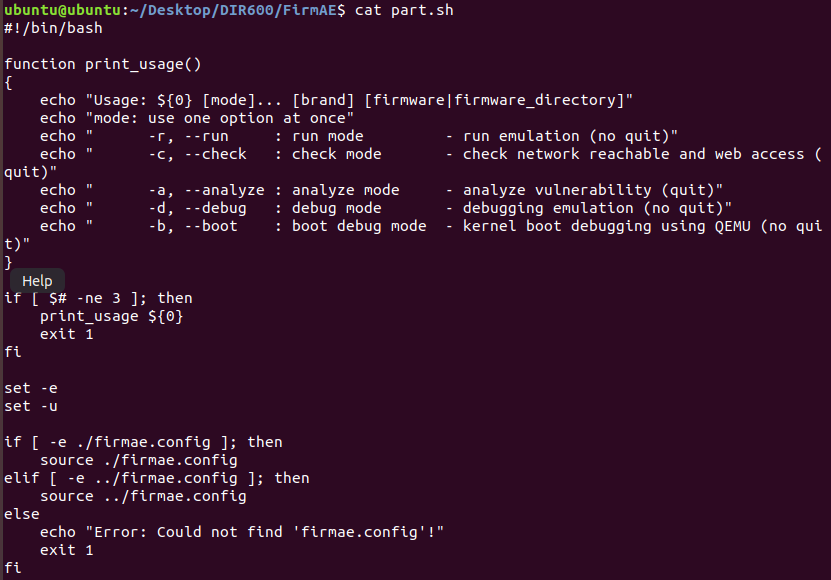 ubuntu@ubuntu:~/Desktop/DIR600/FirmAE$ cat part.sh
#!/bin/bash

function print_usage()
{
    echo "Usage: ${0} [mode]... [brand] [firmware|firmware_directory]"
    echo "mode: use one option at once"
    echo "      -r, --run     : run mode         - run emulation (no quit)"
    echo "      -c, --check   : check mode       - check network reachable and web access (
quit)"
    echo "      -a, --analyze : analyze mode     - analyze vulnerability (quit)"
    echo "      -d, --debug   : debug mode       - debugging emulation (no quit)"
    echo "      -b, --boot    : boot debug mode  - kernel boot debugging using QEMU (no qui
t)"
}
Help
if [ $# -ne 3 ]; then
    print_usage ${0}
    exit 1
fi

set -e
set -u

if [ -e ./firmae.config ]; then
    source ./firmae.config
elif [ -e ../firmae.config ]; then
    source ../firmae.config
else
    echo "Error: Could not find 'firmae.config'!"
    exit 1
fi